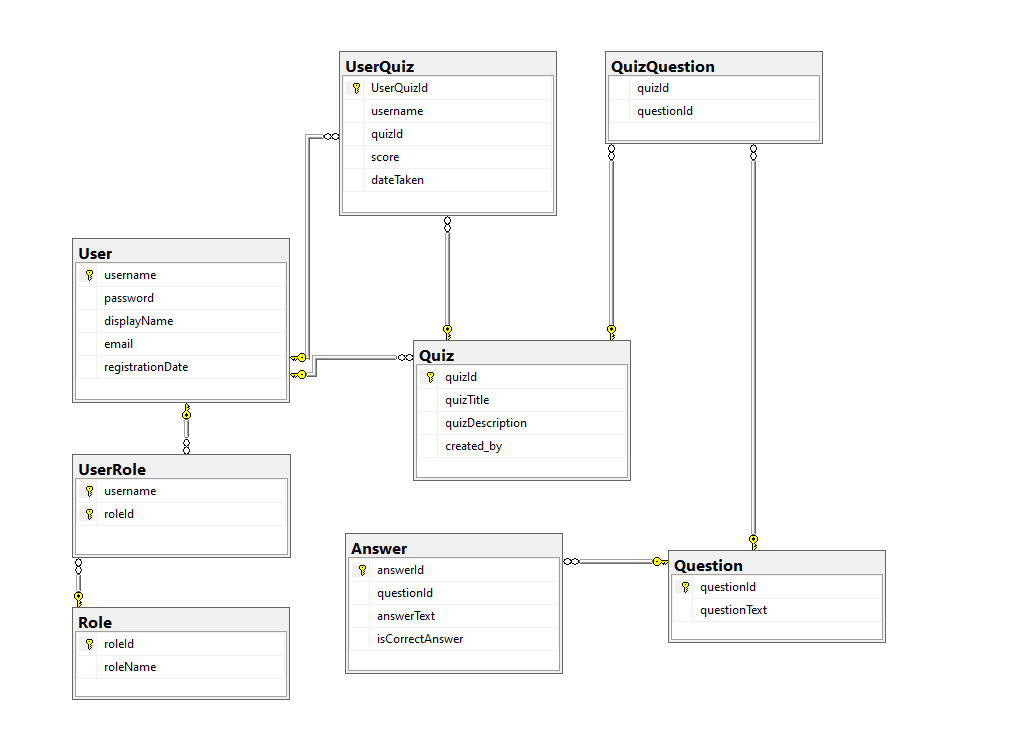 UserQuiz
UserQuizId
username
quizId
score
dateTaken
QuizQuestion
quizId
questionId
User
username
password
displayName
email
registrationDate
Quiz
quizId
quizTitle
quizDescription
created_by
UserRole
username
roleId
Answer
answerId
questionId
answerText
isCorrectAnswer
Question
questionId
questionText
Role
roleId
roleName